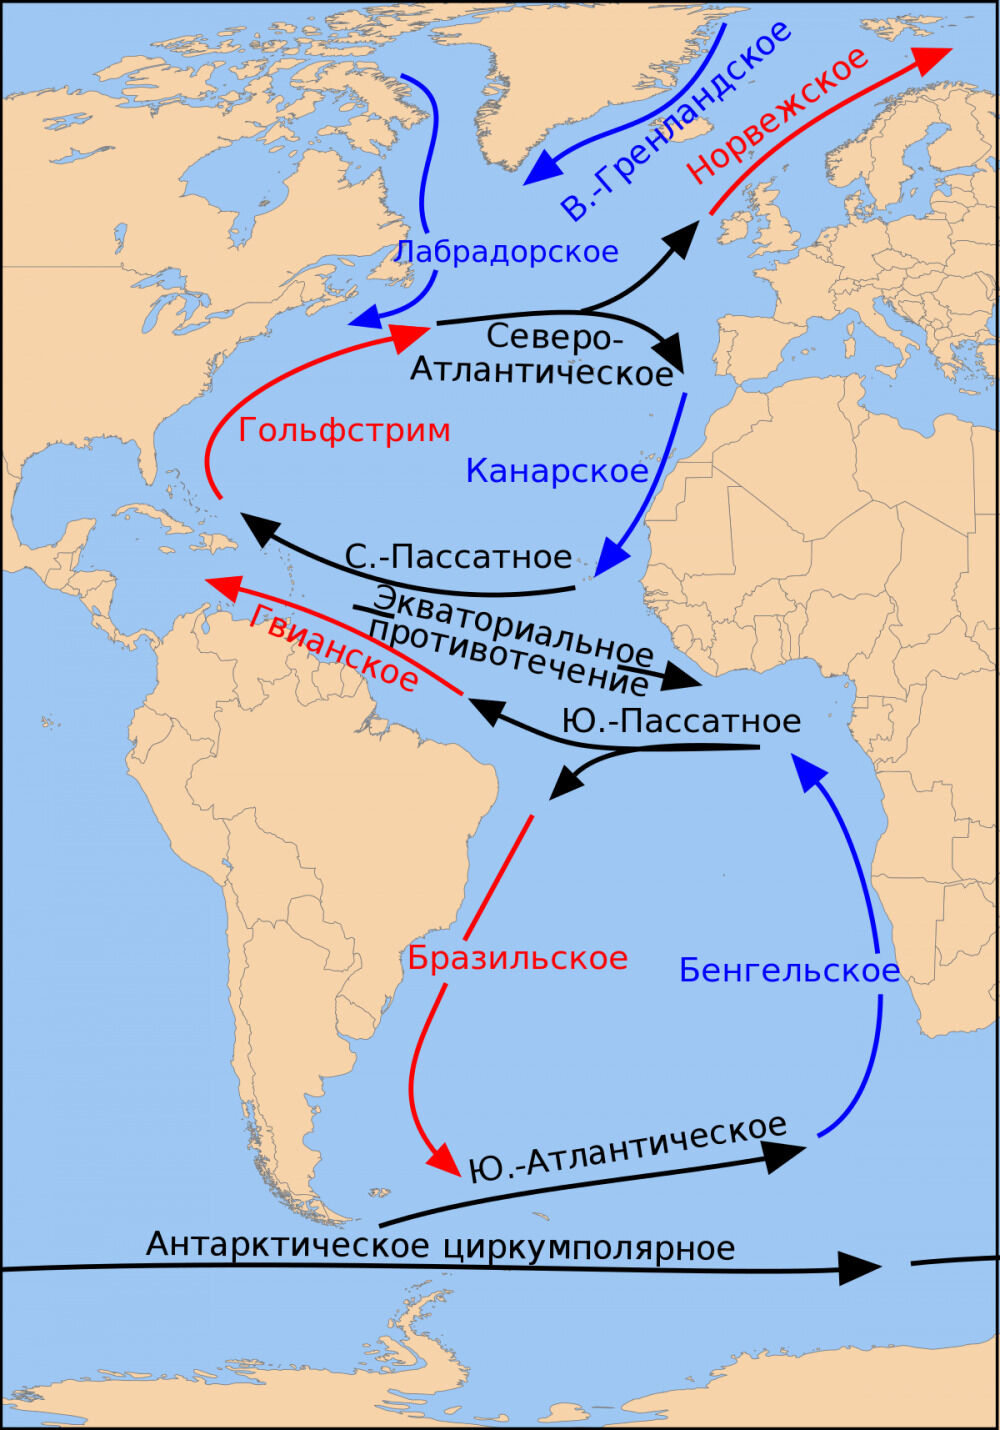 В.-Гренландское
Норвежское
Лабрадорское
Северо-
Атлантическое
Гольфстрим
Канарское
С.-Пассатное
Экваториальное
противотечение
Гвианское
Ю.-Пассатное
Бразильское
Бенгельское
Ю.-Атлантическое
Антарктическое циркумполярное